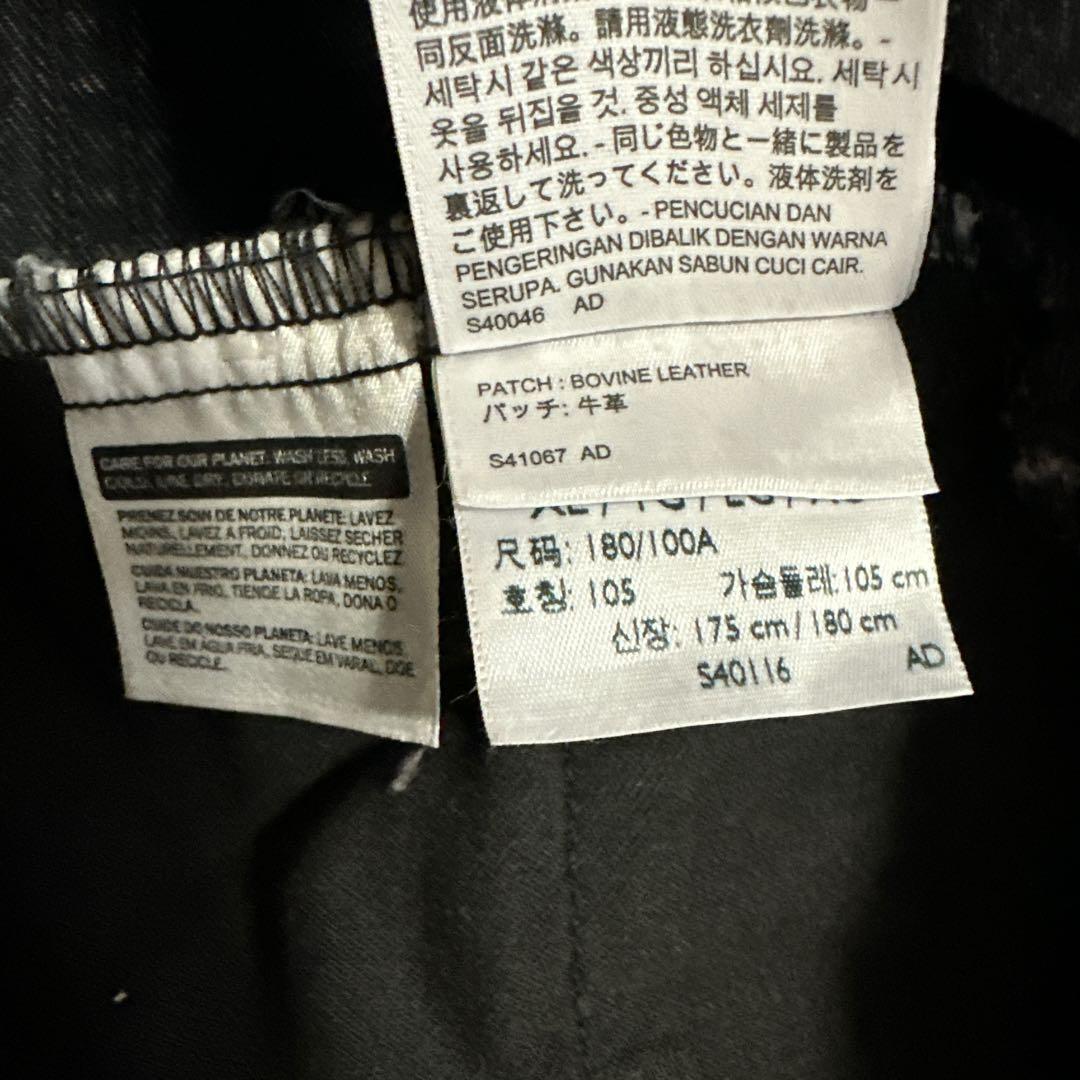 同反面洗滌。請用液態洗衣劑洗滌。-
세탁시 같은 색상끼리 하십시요. 세탁시
옷을 뒤집을 것. 중성 액체 세제를
사용하세요. - 同じ色物と一緒に製品を
裏返して洗ってください。液体洗剤を
ご使用下さい。- PENCUCIAN DAN
PENGERINGAN DIBALIK DENGAN WARNA
SERUPA. GUNAKAN SABUN CUCI CAIR.
S40046 AD
PATCH : BOVINE LEATHER
パッチ: 牛革
S41067 AD
尺码: 180/100A
호칭: 105 가슴둘레: 105 cm
신장: 175 cm / 180 cm
S40116 AD
CARE FOR OUR PLANET: WASH LESS, WASH
COLD, LINE DRY, DONATE OR RECYCLE
PRENEZ SOIN DE NOTRE PLANETE: LAVEZ
MOINS, LAVEZ A FROID, LAISSEZ SECHER
NATURELLEMENT, DONNEZ OU RECYCLEZ
CUIDA NUESTRO PLANETA: LAVA MENOS,
LAVA EN FRIO, TIENDE LA ROPA, DONA O
RECICLA.
CUIDE DO NOSSO PLANETA: LAVE MENOS,
LAVE EM AGUA FRIA, SEQUE EM VARAL, DOE
OU RECICLE.